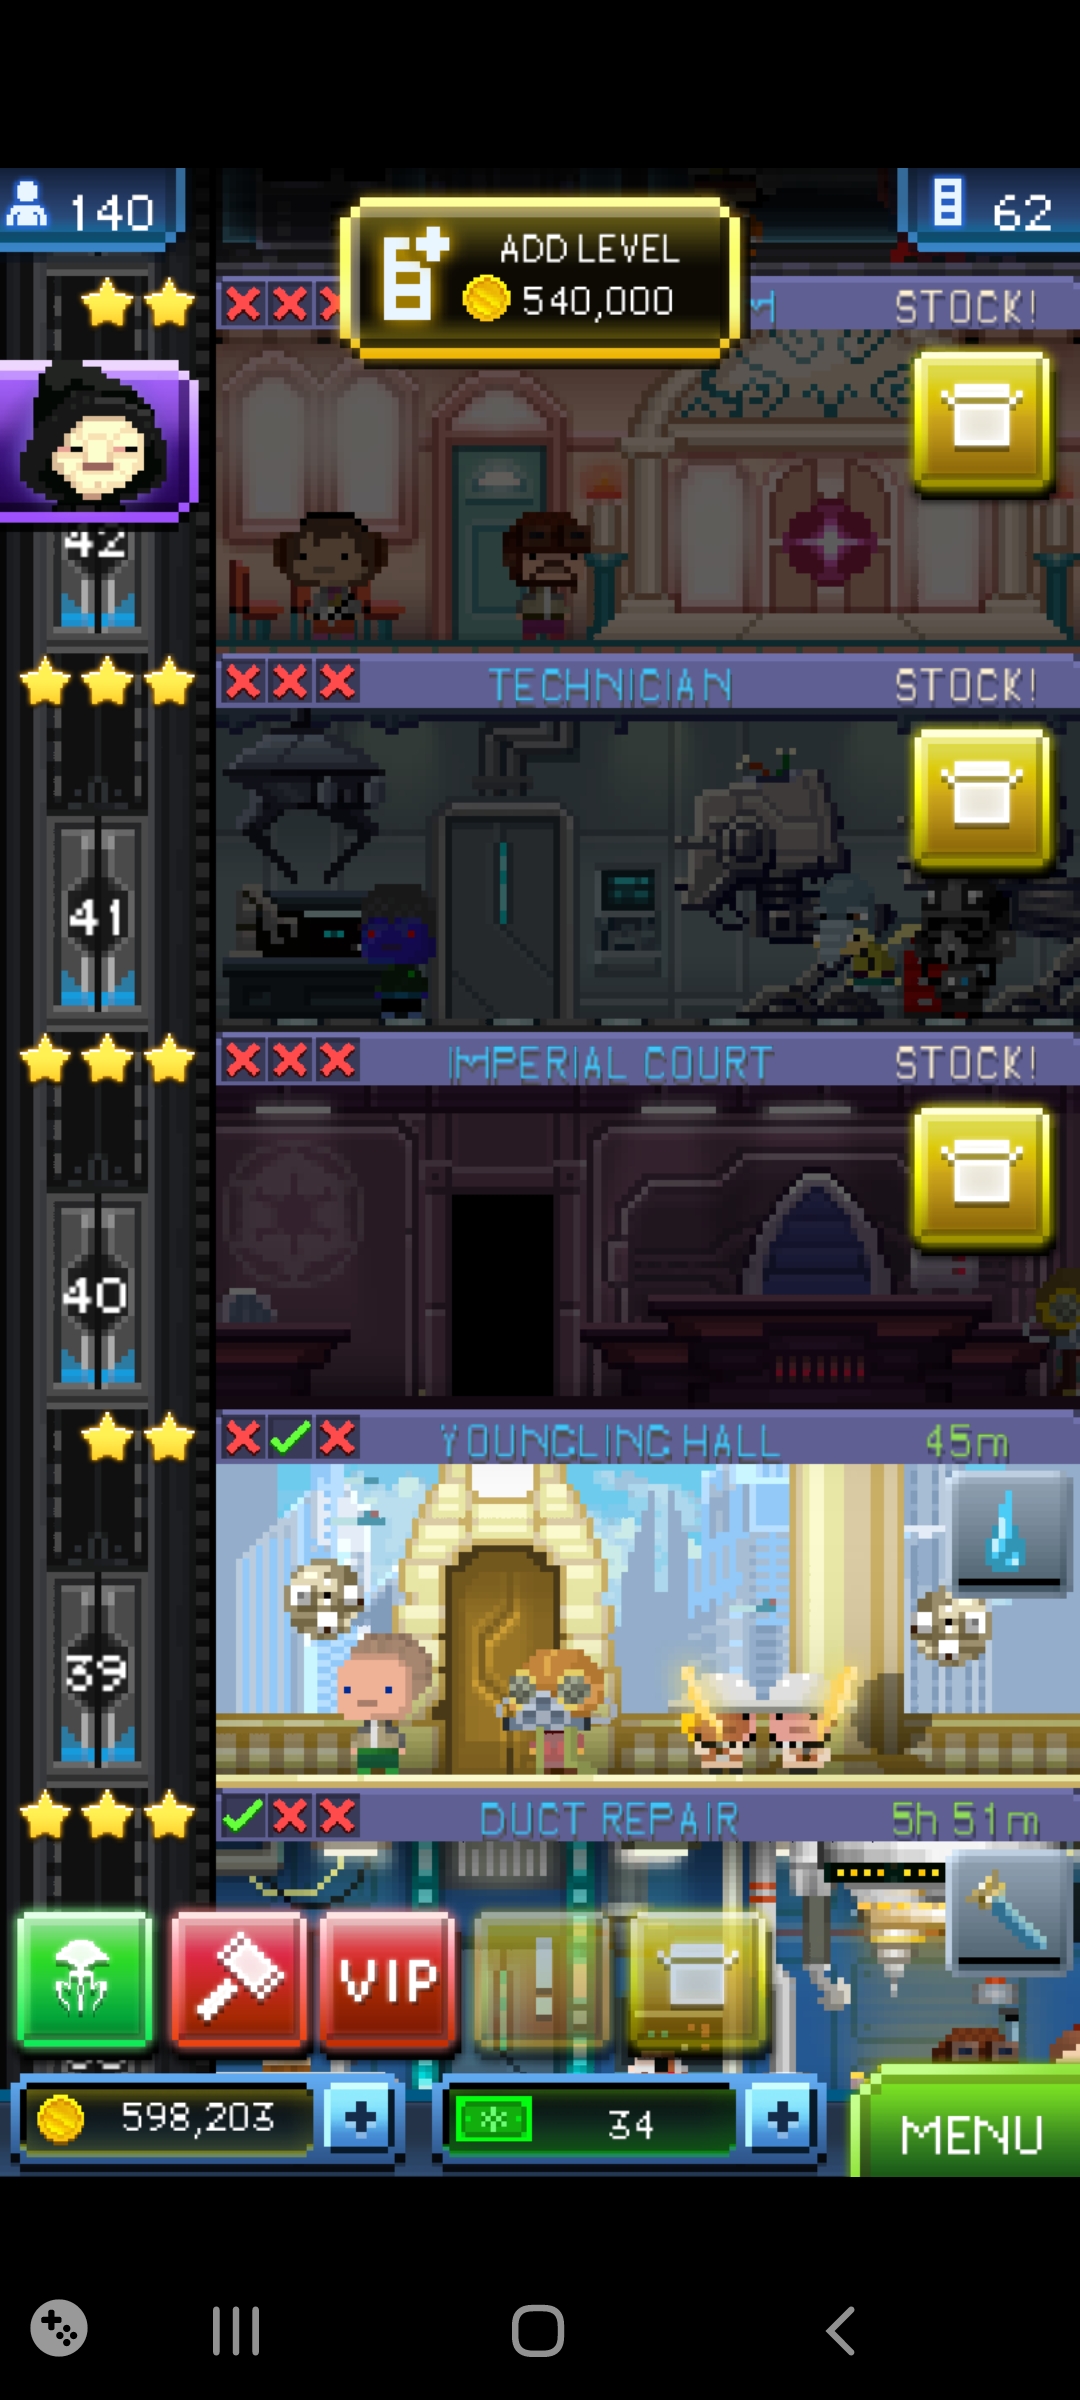 140
ADD LEVEL
540,000
62
STOCK!
42
TECHNICIAN
STOCK!
41
IMPERIAL COURT
STOCK!
40
YOUNGLING HALL
45m
39
DUCT REPAIR
5h 51m
VIP
598,203
34
MENU